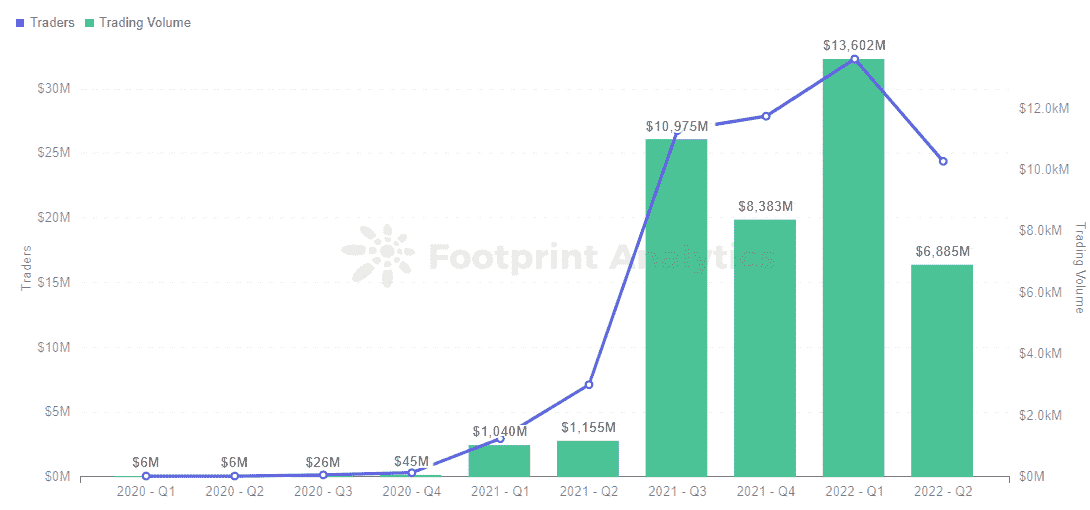 Traders Trading Volume
$13,602M
$30M
$12.0kM
$10,975M
$25M
$10.0kM
$20M
$8,383M
$8.0kM
Footprint Analytics
$6,885M
Traders
Trading Volume
$15M
$6.0kM
$10M
$4.0kM
$5M
$1,040M
$1,155M
$2.0kM
$6M
$6M
$26M
$45M
$0M
$0M
2020 - Q1 2020 - Q2 2020 - Q3 2020 - Q4 2021 - Q1 2021 - Q2 2021 - Q3 2021 - Q4 2022 - Q1 2022 - Q2